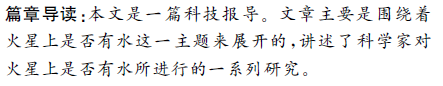 篇章导读:本文是一篇科技报导。文章主要是围绕着
火星上是否有水这一主题来展开的,讲述了科学家对
火星上是否有水所进行的一系列研究。